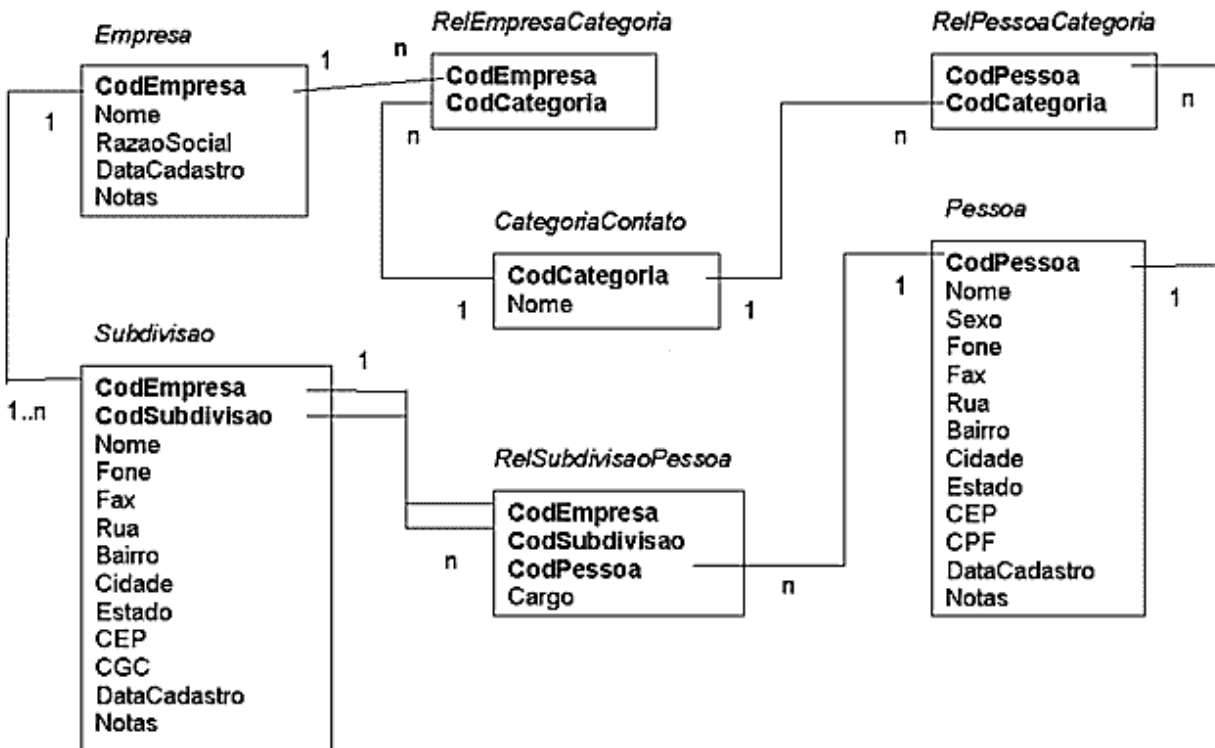 Empresa
1
CodEmpresa
Nome
RazaoSocial
DataCadastro
Notas
1
RelEmpresaCategoria
n
CodEmpresa
CodCategoria
n
RelPessoaCategoria
CodPessoa
CodCategoria
n
n
CategoriaContato
CodCategoria
Nome
1
1
Pessoa
CodPessoa
Nome
Sexo
Fone
Fax
Rua
Bairro
Cidade
Estado
CEP
CPF
DataCadastro
Notas
1
1
Subdivisao
1
CodEmpresa
CodSubdivisao
Nome
Fone
Fax
Rua
Bairro
Cidade
Estado
CEP
CGC
DataCadastro
Notas
1..n
RelSubdivisaoPessoa
CodEmpresa
CodSubdivisao
CodPessoa
Cargo
n
n